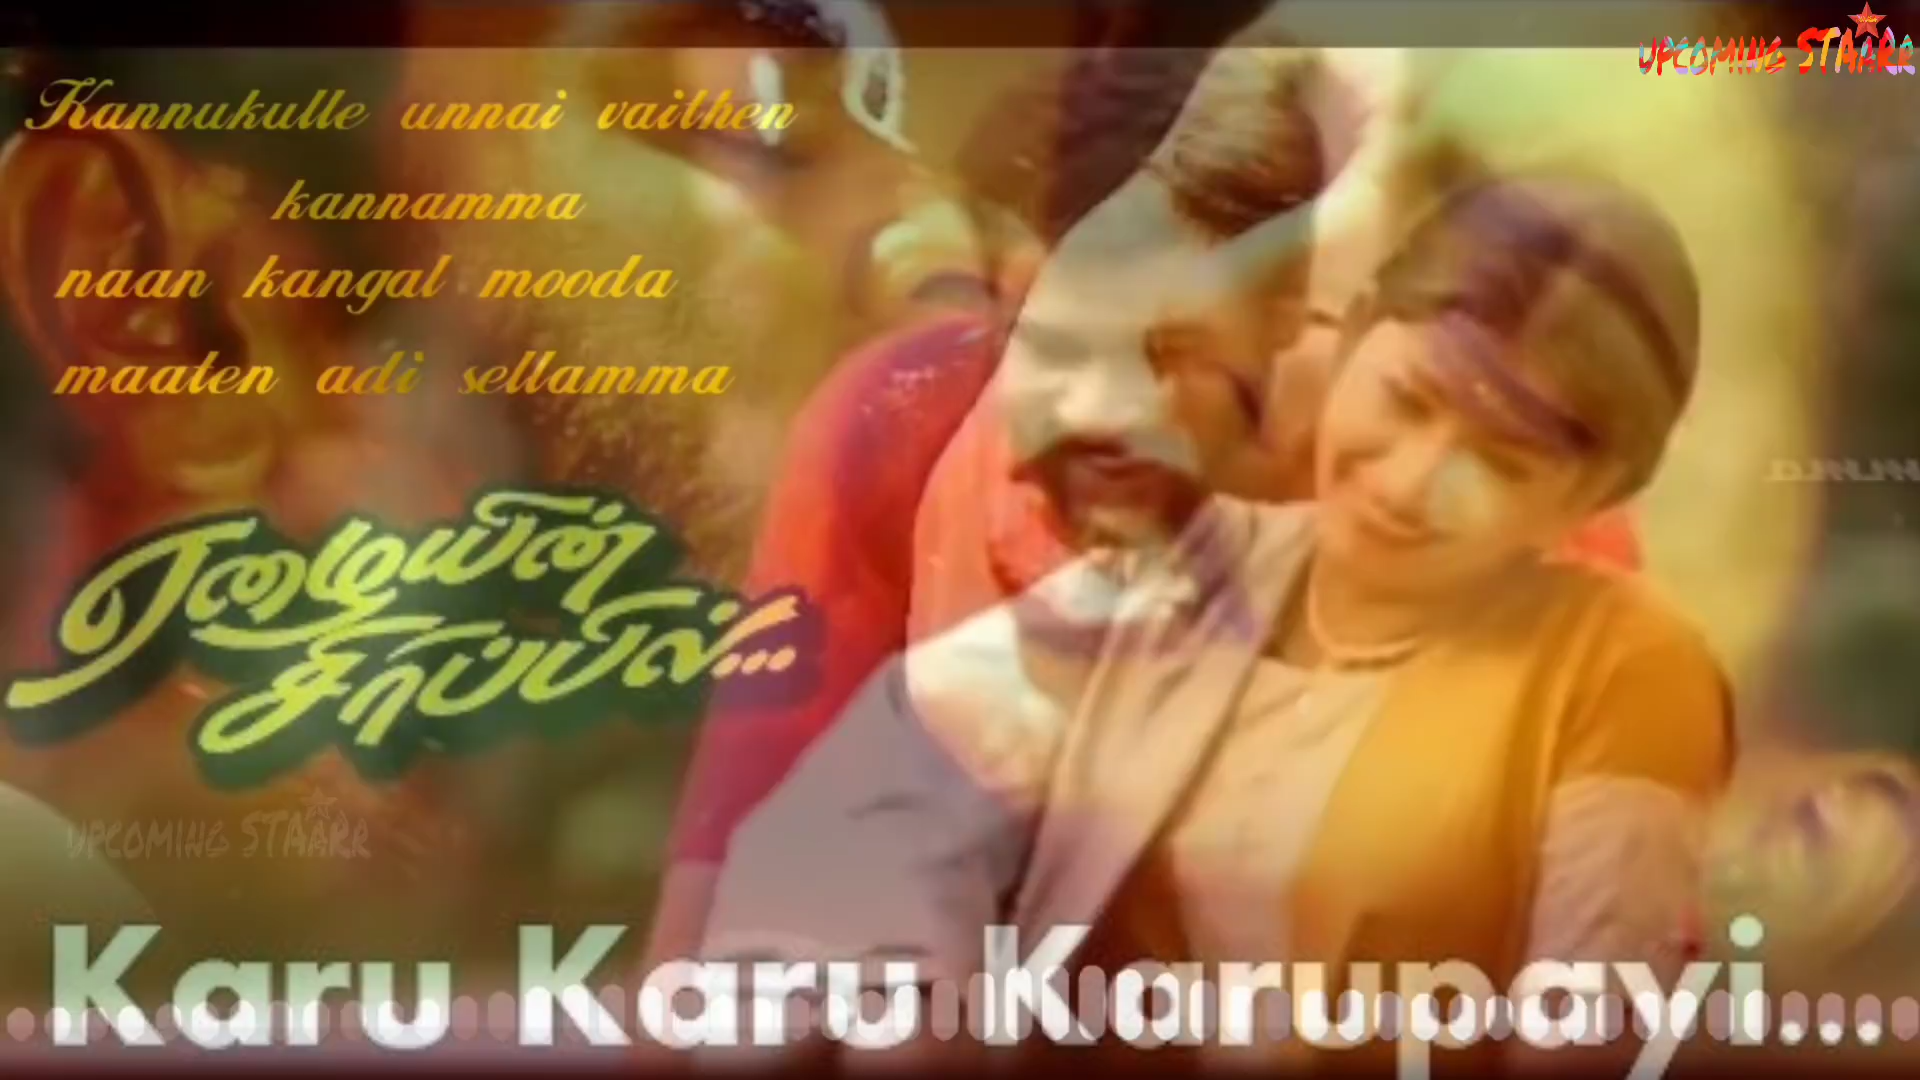 UPCOMING STAARR
Kannukulle unnai vaithen
kannamma
naan kangal mooda
maaten adi sellamma
ஏழையின்
சிரிப்பில்...
UPCOMING STAARR
Karu Karu Karupayi...